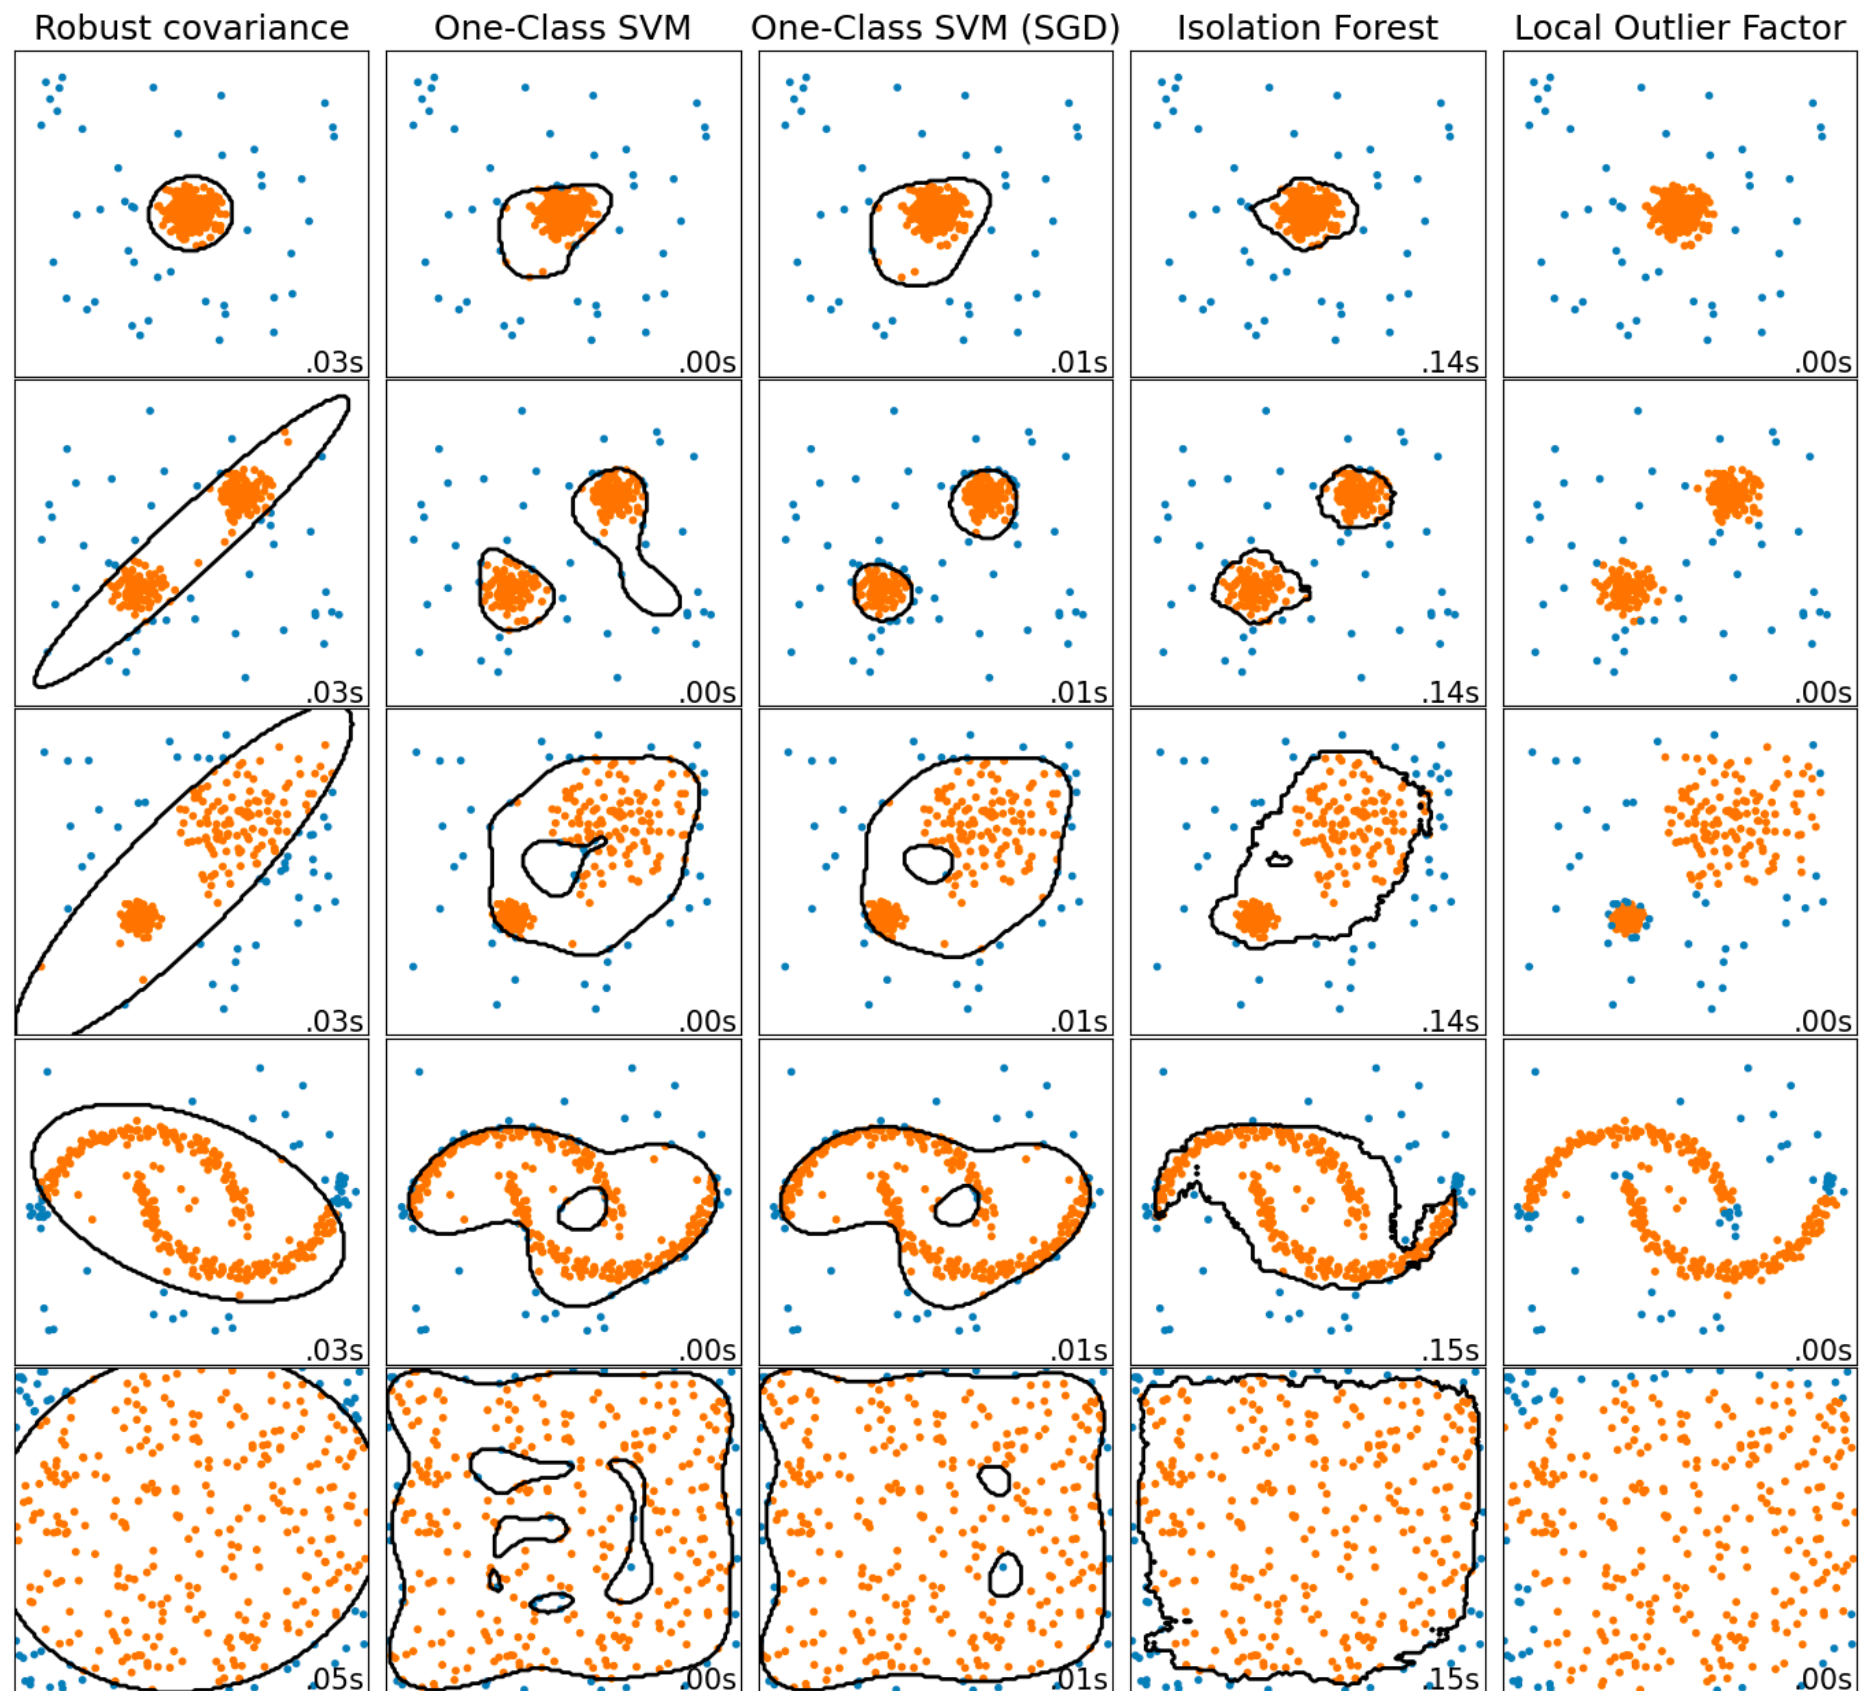 Robust covariance One-Class SVM One-Class SVM (SGD) Isolation Forest Local Outlier Factor
.03s .00s .01s .14s .00s
.03s .00s .01s .14s .00s
.03s .00s .01s .14s .00s
.03s .00s .01s .15s .00s
.05s .00s .01s .15s .00s